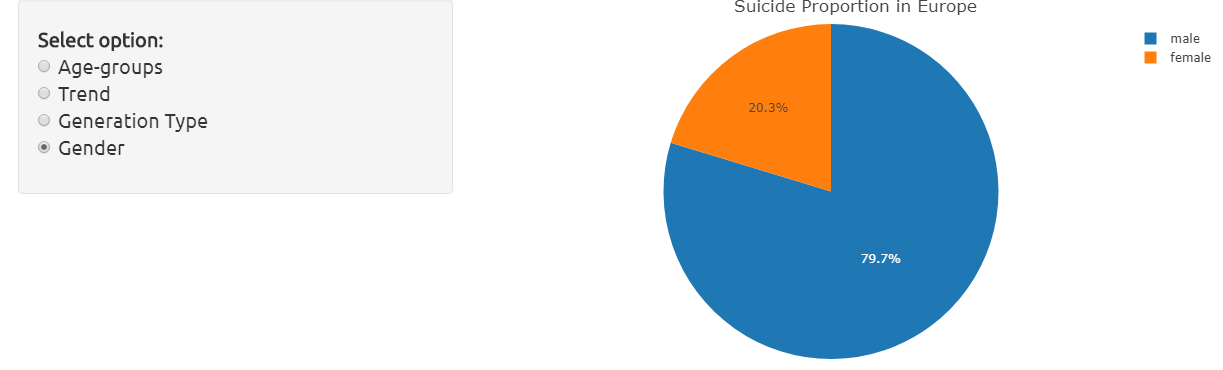 Select option:
Age-groups
Trend
Generation Type
Gender
Suicide Proportion in Europe
20.3%
79.7%
male
female